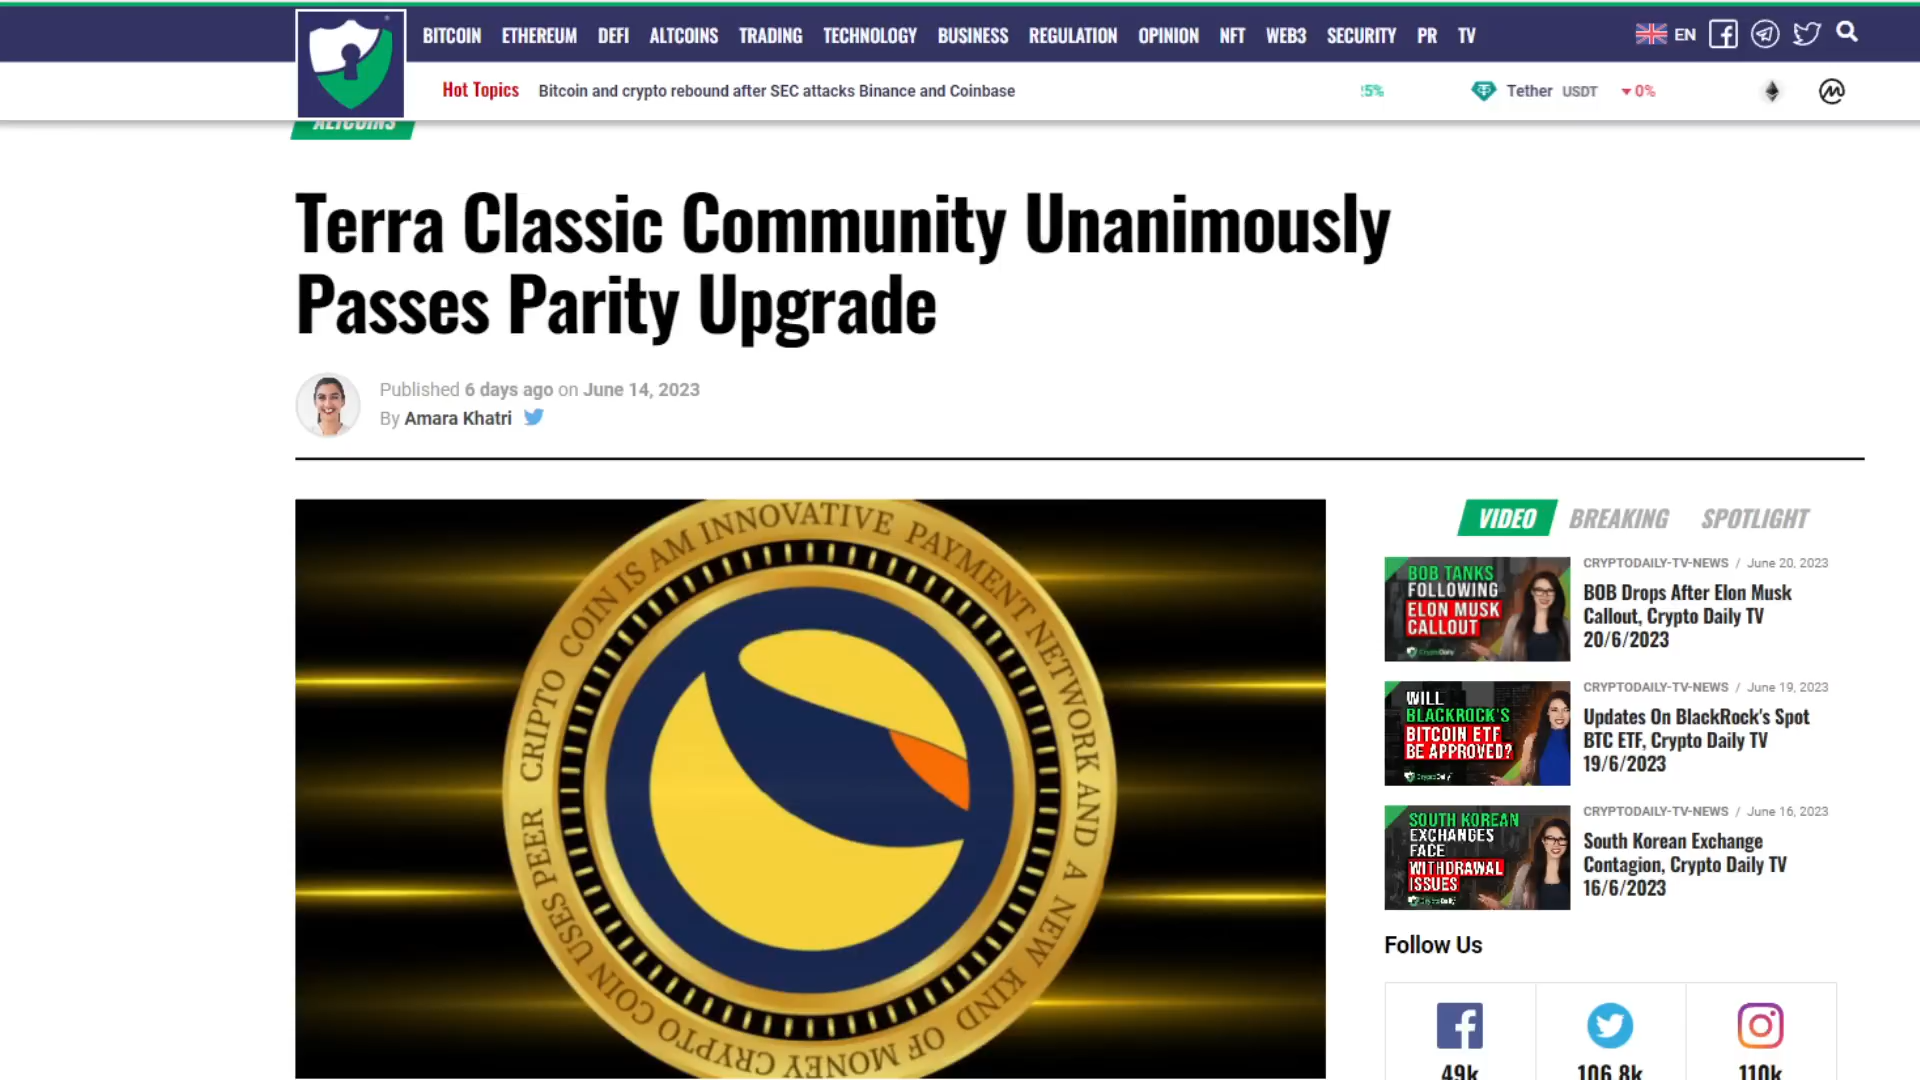 BITCOIN ETHEREUM DEFI ALTCOINS TRADING TECHNOLOGY BUSINESS REGULATION OPINION NFT WEB3 SECURITY PR TV EN
Hot Topics Bitcoin and crypto rebound after SEC attacks Binance and Coinbase 5% Tether USDT 0%
ALTCOINS
Terra Classic Community Unanimously
Passes Parity Upgrade
Published 6 days ago on June 14, 2023
By Amara Khatri
CRIPTO COIN IS AM INNOVATIVE PAYMENT NETWORK AND A NEW KIND OF MONEY CRYPTO COIN USES PEER
VIDEO BREAKING SPOTLIGHT
BOB TANKS
FOLLOWING
ELON MUSK
CALLOUT
CryptoDaily
CRYPTODAILY-TV-NEWS / June 20, 2023
BOB Drops After Elon Musk
Callout, Crypto Daily TV
20/6/2023
WILL
BLACKROCK'S
BITCOIN ETF
BE APPROVED?
CryptoDaily
CRYPTODAILY-TV-NEWS / June 19, 2023
Updates On BlackRock's Spot
BTC ETF, Crypto Daily TV
19/6/2023
SOUTH KOREAN
EXCHANGES
FACE
WITHDRAWAL
ISSUES
CryptoDaily
CRYPTODAILY-TV-NEWS / June 16, 2023
South Korean Exchange
Contagion, Crypto Daily TV
16/6/2023
Follow Us
49k 106.8k 110k